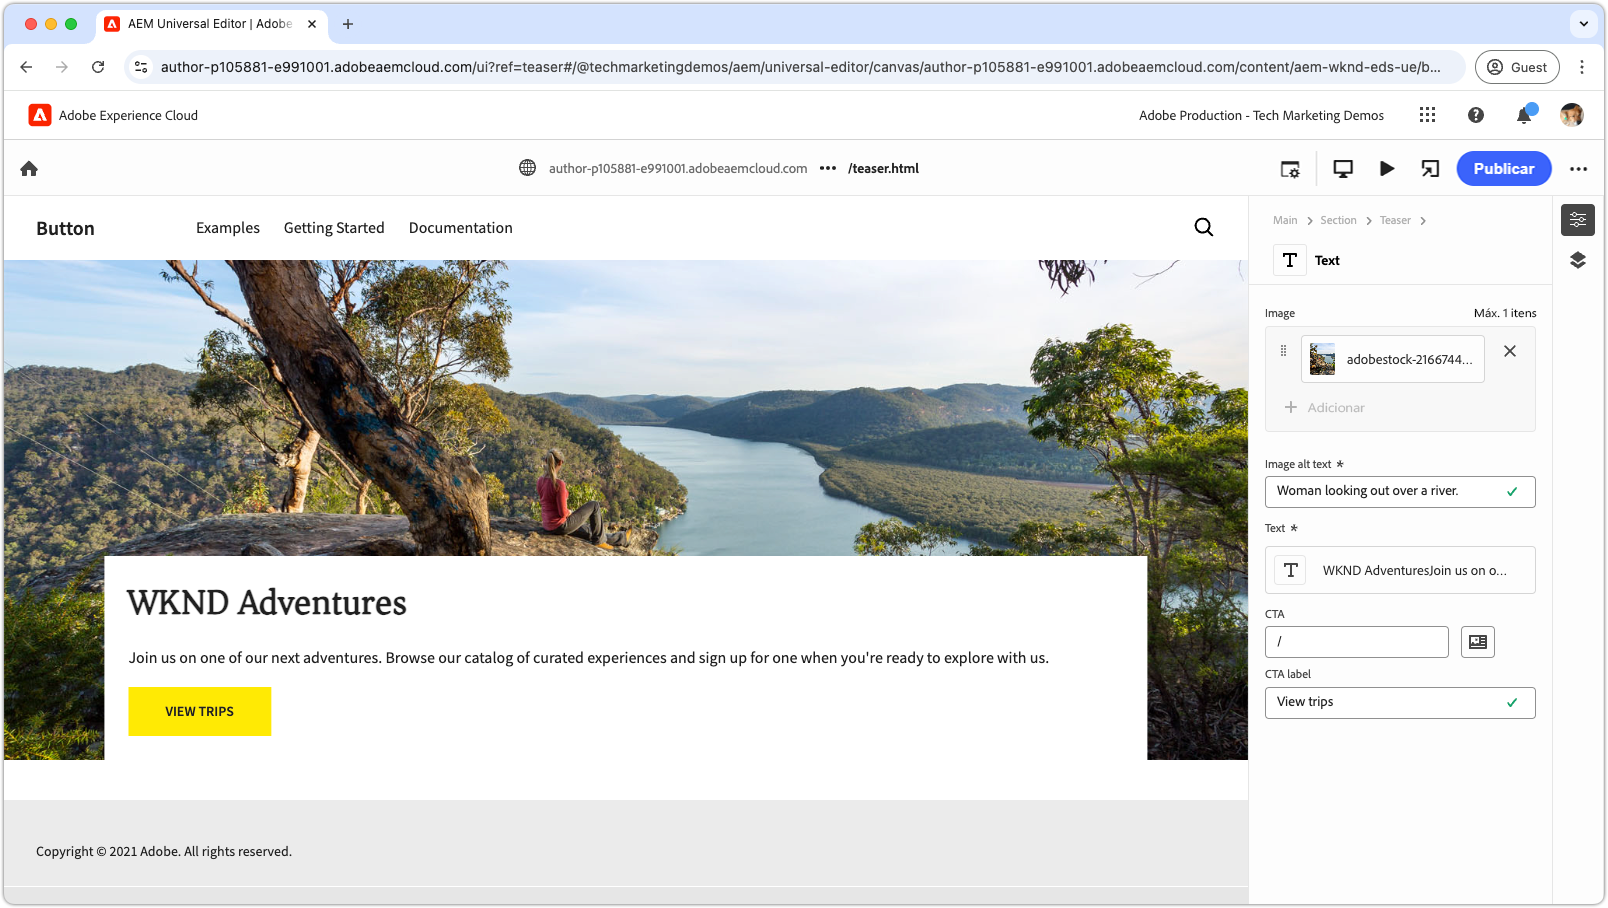 AEM Universal Editor | Adobe
author-p105881-e991001.adobeaemcloud.com/ui?ref=teaser#/@techmarketingdemos/aem/universal-editor/canvas/author-p105881-e991001.adobeaemcloud.com/content/aem-wknd-eds-ue/b...
Guest
Adobe Experience Cloud
Adobe Production - Tech Marketing Demos
author-p105881-e991001.adobeaemcloud.com ••• /teaser.html
Publicar
Button
Examples
Getting Started
Documentation
WKND Adventures
Join us on one of our next adventures. Browse our catalog of curated experiences and sign up for one when you're ready to explore with us.
VIEW TRIPS
Copyright © 2021 Adobe. All rights reserved.
Main > Section > Teaser >
T Text
Image
Máx. 1 itens
adobestock-2166744...
+ Adicionar
Image alt text *
Woman looking out over a river.
Text *
T WKND AdventuresJoin us on o...
CTA
/
CTA label
View trips